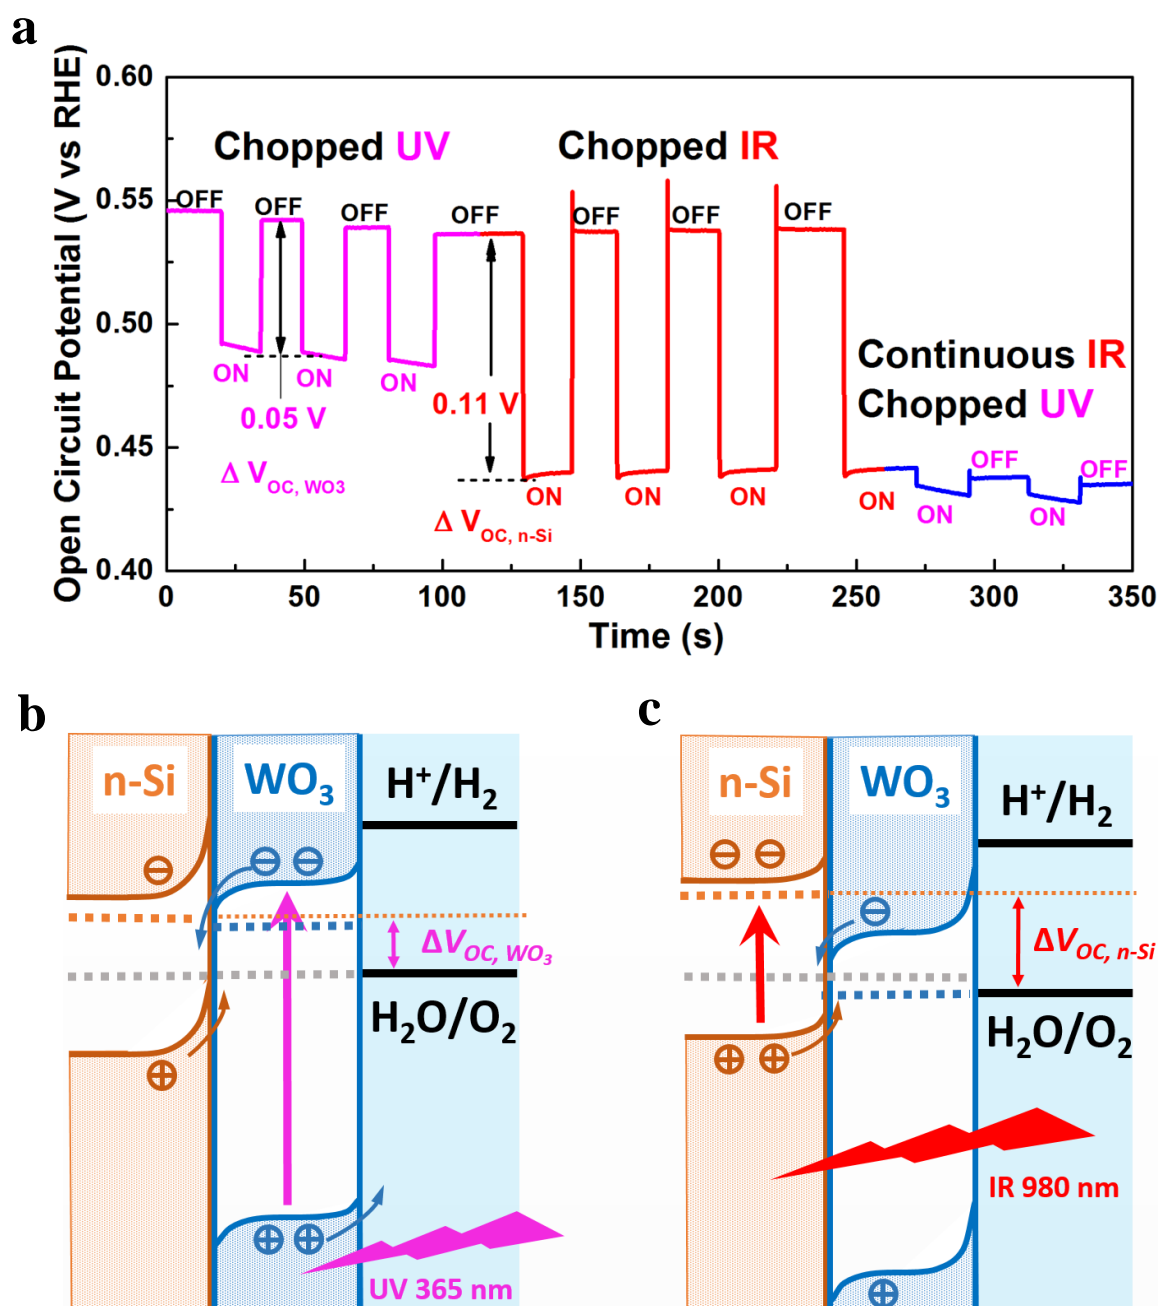 a
Open Circuit Potential (V vs RHE)
0.60
0.55
0.50
0.45
0.40
Chopped UV
Chopped IR
OFF
OFF
OFF
OFF
OFF
OFF
OFF
ON
ON
ON
0.05 V
Δ V_OC, WO3
0.11 V
Δ V_OC, n-Si
ON
ON
ON
ON
Continuous IR
Chopped UV
OFF
OFF
ON
ON
0 50 100 150 200 250 300 350
Time (s)
b
n-Si
WO₃
H⁺/H₂
ΔV_OC, WO₃
H₂O/O₂
UV 365 nm
c
n-Si
WO₃
H⁺/H₂
ΔV_OC, n-Si
H₂O/O₂
IR 980 nm